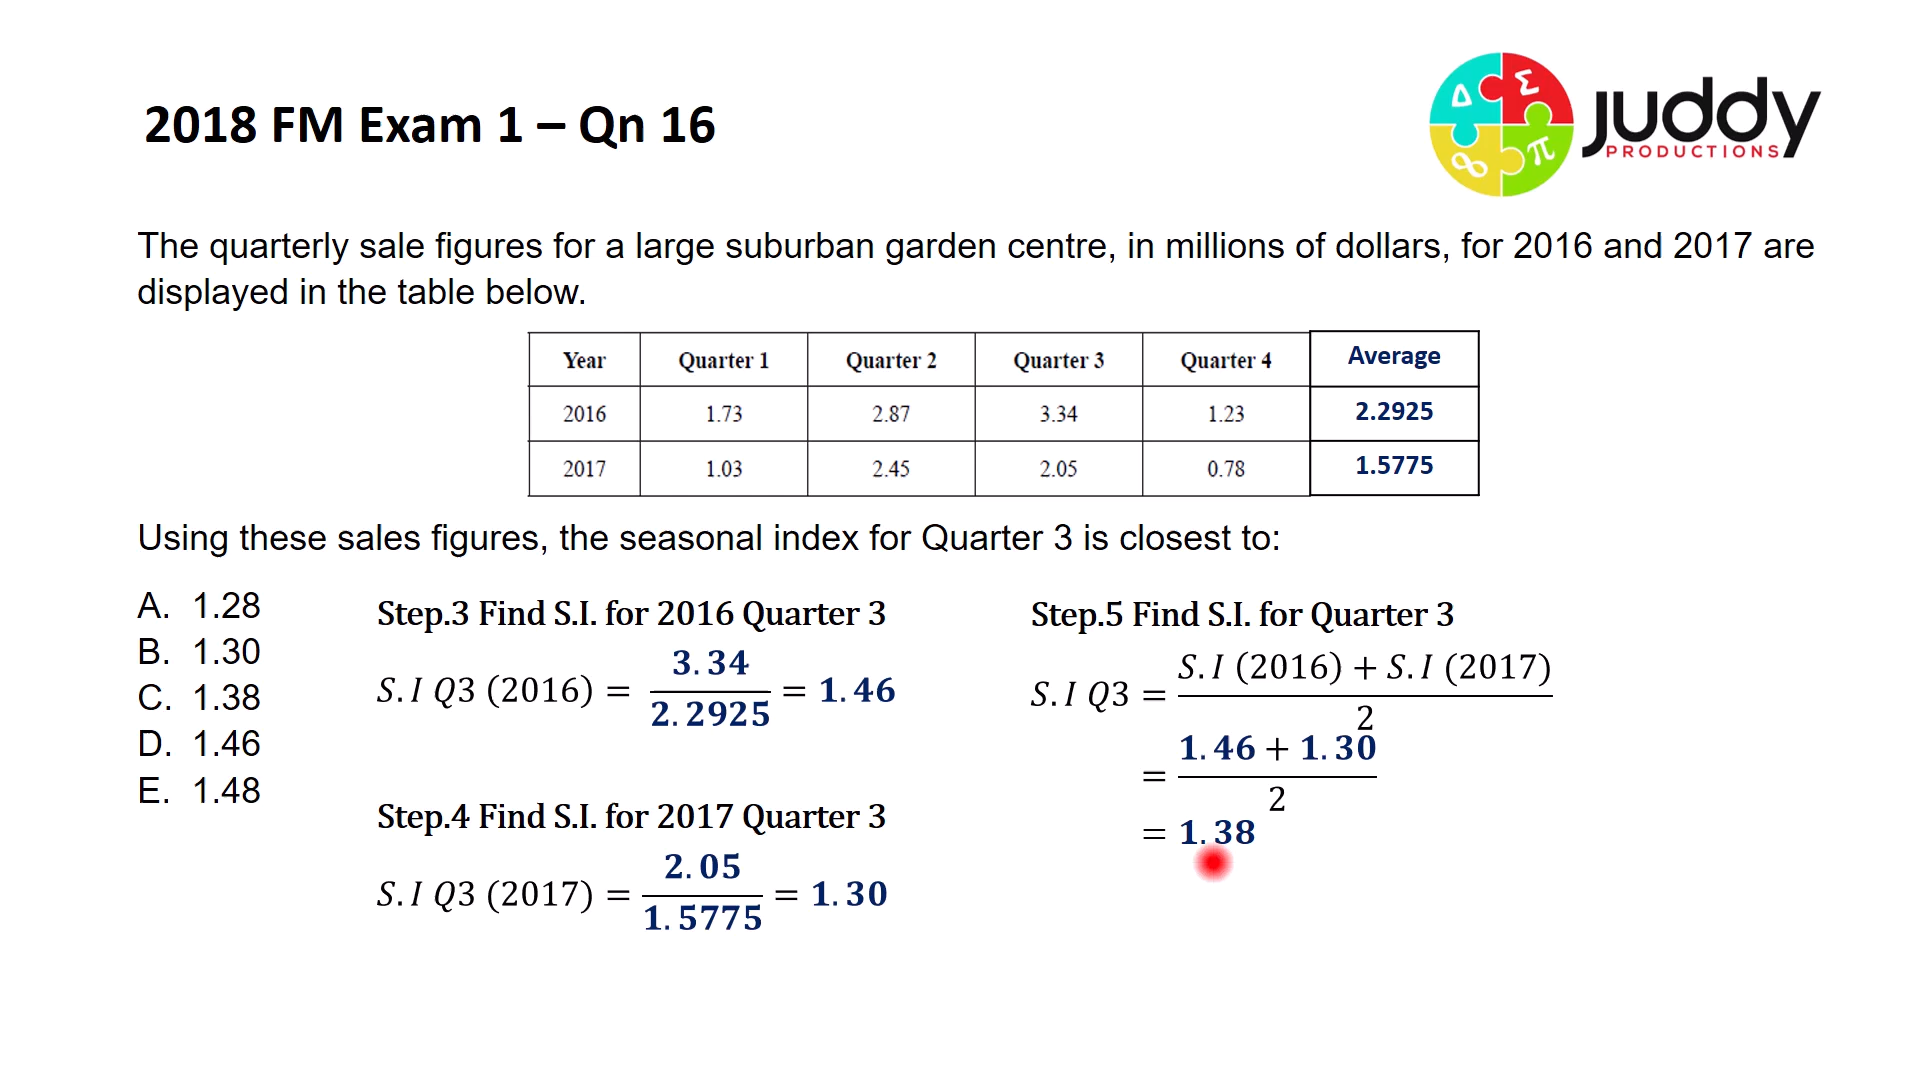 2018 FM Exam 1 – Qn 16
Δ Σ ∞ π
juddy
PRODUCTIONS
The quarterly sale figures for a large suburban garden centre, in millions of dollars, for 2016 and 2017 are
displayed in the table below.
Year Quarter 1 Quarter 2 Quarter 3 Quarter 4 Average
2016 1.73 2.87 3.34 1.23 2.2925
2017 1.03 2.45 2.05 0.78 1.5775
Using these sales figures, the seasonal index for Quarter 3 is closest to:
A. 1.28
B. 1.30
C. 1.38
D. 1.46
E. 1.48
Step.3 Find S.I. for 2016 Quarter 3
S.I Q3 (2016) = 3.34 / 2.2925 = 1.46
Step.4 Find S.I. for 2017 Quarter 3
S.I Q3 (2017) = 2.05 / 1.5775 = 1.30
Step.5 Find S.I. for Quarter 3
S.I Q3 = S.I (2016) + S.I (2017) / 2
= 1.46 + 1.30 / 2
= 1.38